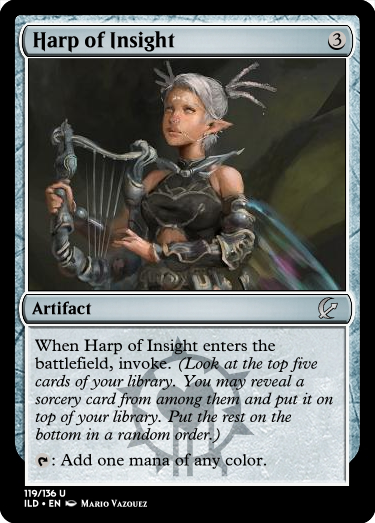 Harp of Insight 3
Artifact
When Harp of Insight enters the
battlefield, invoke. (Look at the top five
cards of your library. You may reveal a
sorcery card from among them and put it on
top of your library. Put the rest on the
bottom in a random order.)
: Add one mana of any color.
119/136 U
ILD • EN Mario Vazouez